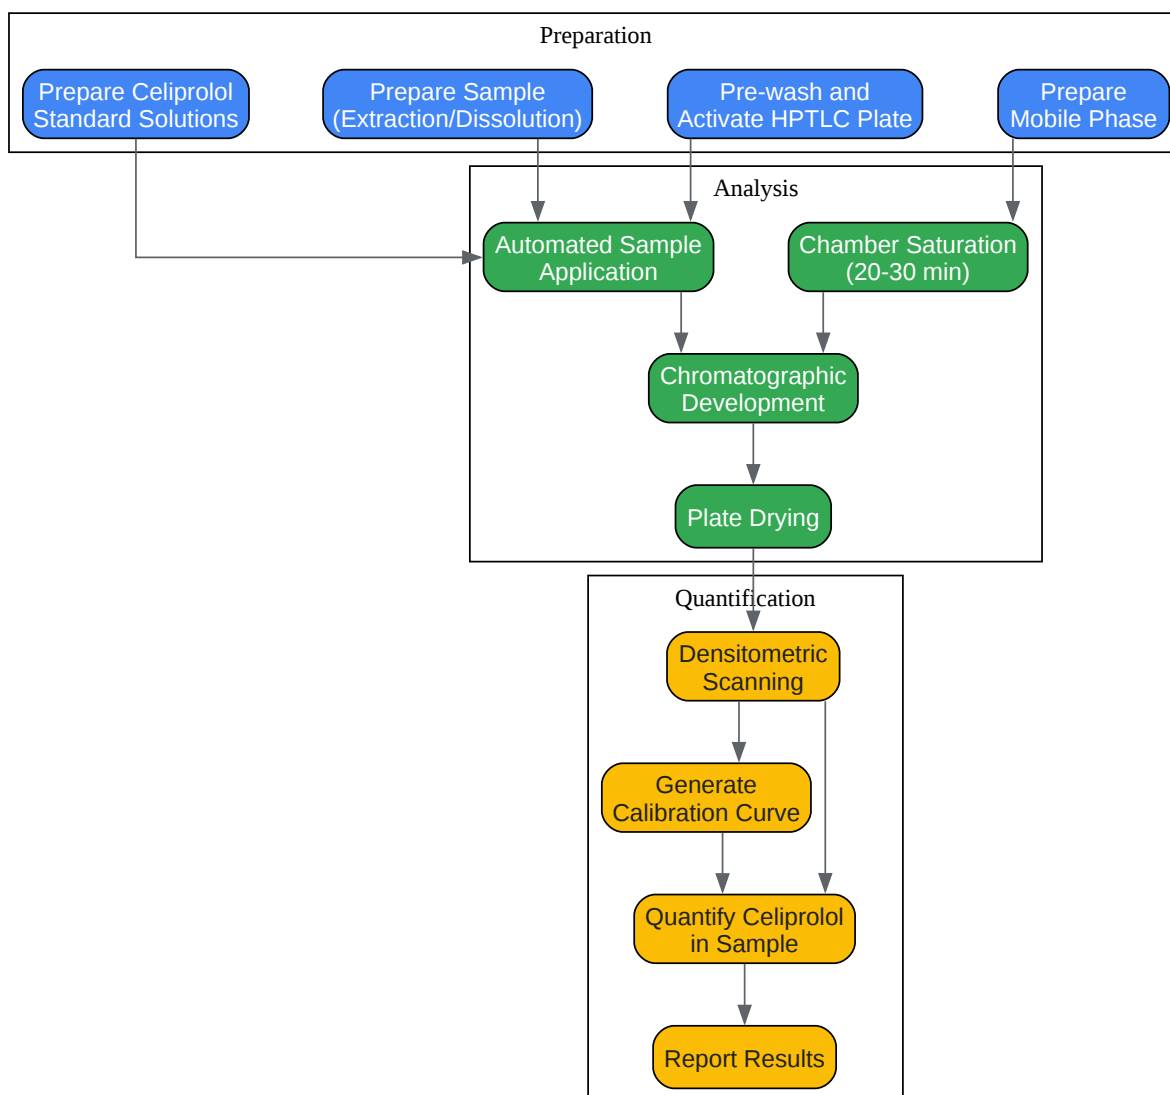 Preparation
Prepare Celiprolol
Standard Solutions
Prepare Sample
(Extraction/Dissolution)
Pre-wash and
Activate HPTLC Plate
Prepare
Mobile Phase
Analysis
Automated Sample
Application
Chamber Saturation
(20-30 min)
Chromatographic
Development
Plate Drying
Quantification
Densitometric
Scanning
Generate
Calibration Curve
Quantify Celiprolol
in Sample
Report Results